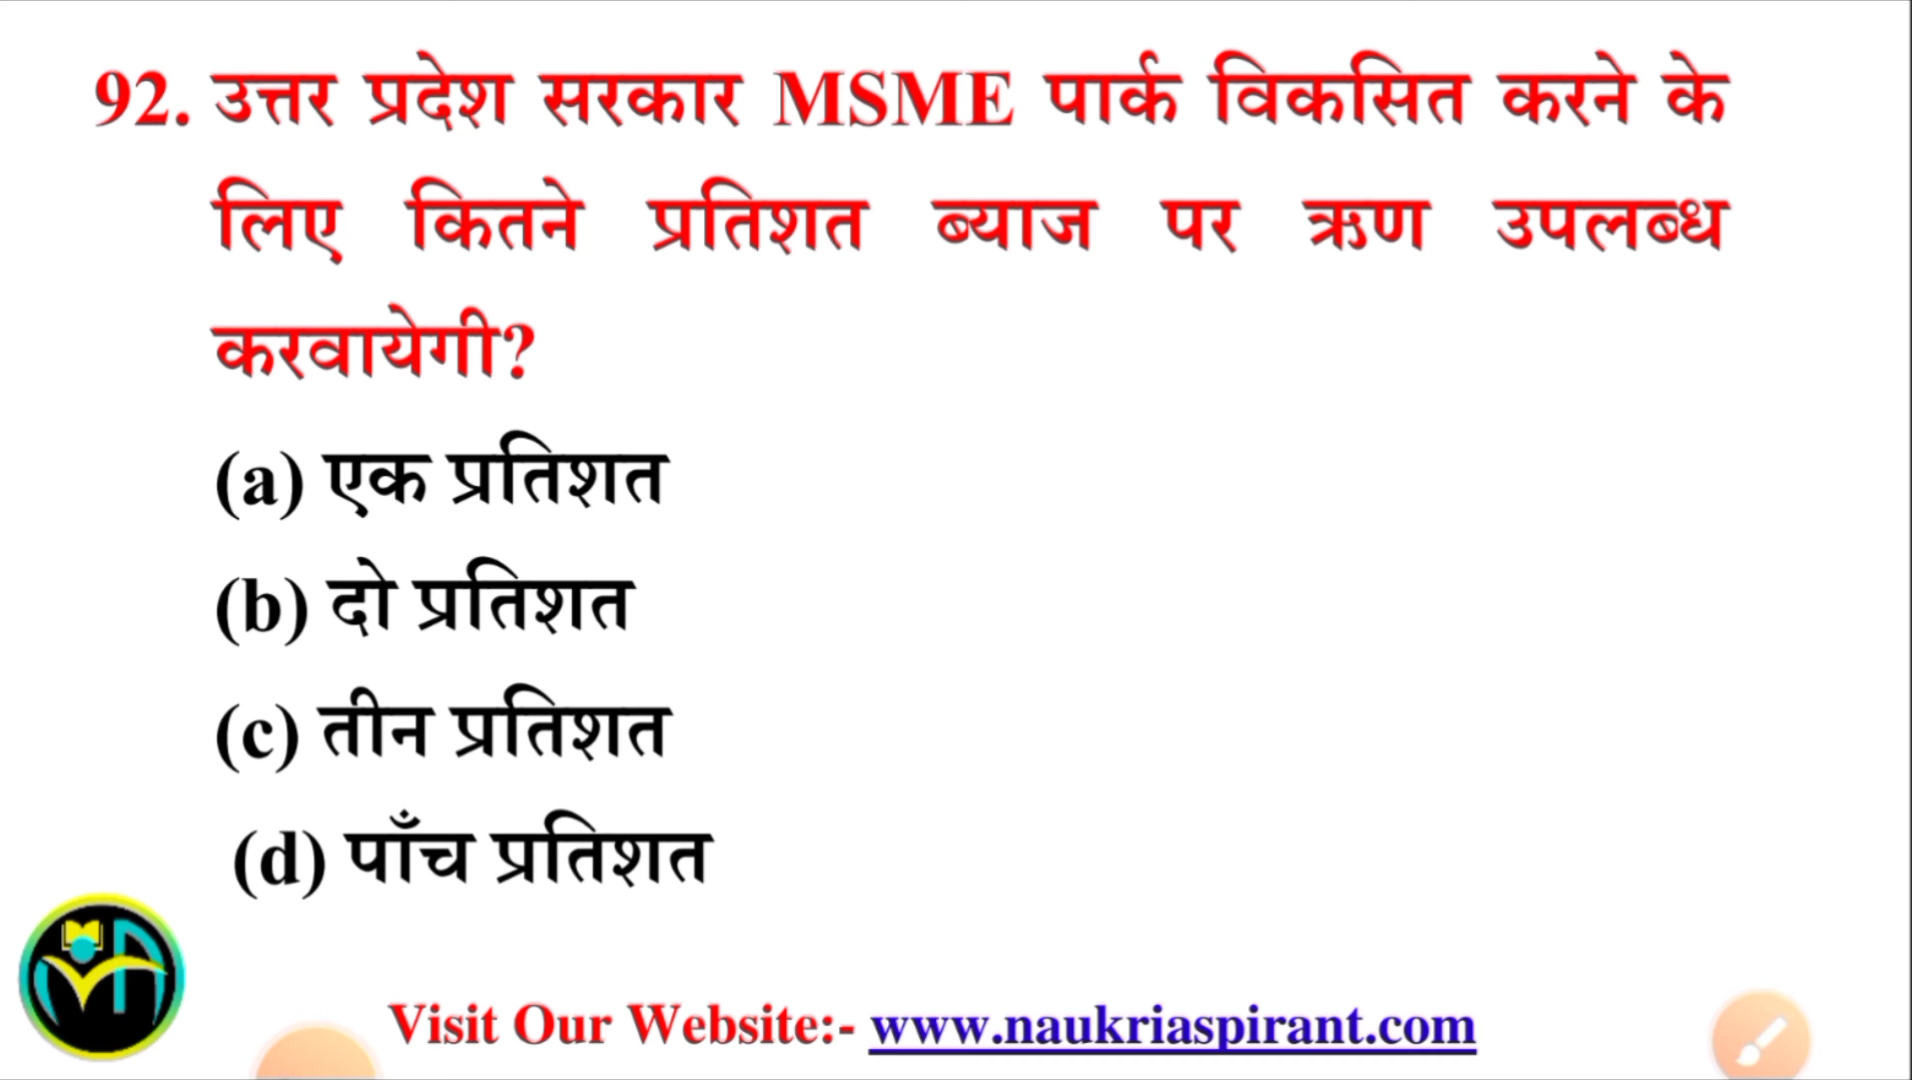 92. उत्तर प्रदेश सरकार MSME पार्क विकसित करने के
लिए कितने प्रतिशत ब्याज पर ऋण उपलब्ध
करवायेगी?
(a) एक प्रतिशत
(b) दो प्रतिशत
(c) तीन प्रतिशत
(d) पाँच प्रतिशत
Visit Our Website:- www.naukriaspirant.com